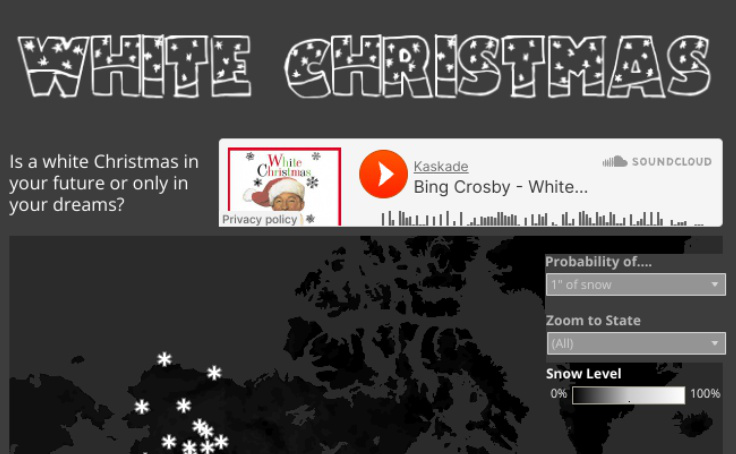 WHITE CHRISTMAS
Is a white Christmas in
your future or only in
your dreams?
White
Christmas
Privacy policy
Kaskade
Bing Crosby - White...
SOUNDCLOUD
Probability of....
1" of snow
Zoom to State
(All)
Snow Level
0% 100%